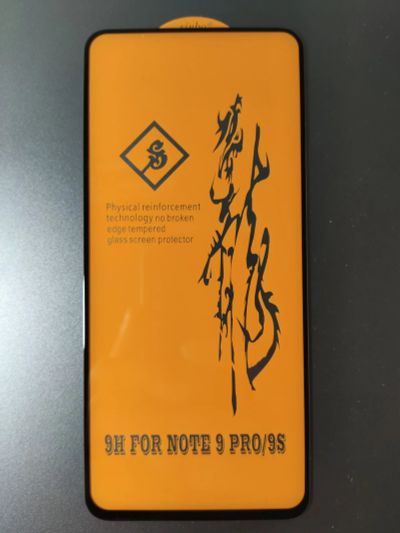 S
Physical reinforcement
technology no broken
edge tempered
glass screen protector
9H FOR NOTE 9 PRO/9S